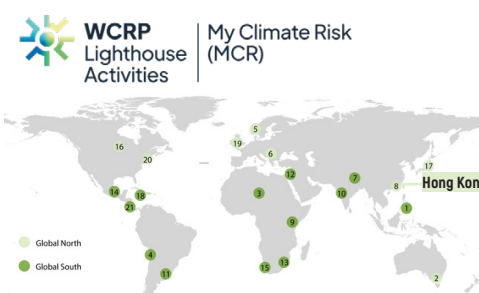 WCRP
Lighthouse
Activities
My Climate Risk
(MCR)
5
16
19
20
6
17
12
7
14
18
3
10
8
Hong Kon
21
1
9
Global North
4
13
Global South
11
15
2